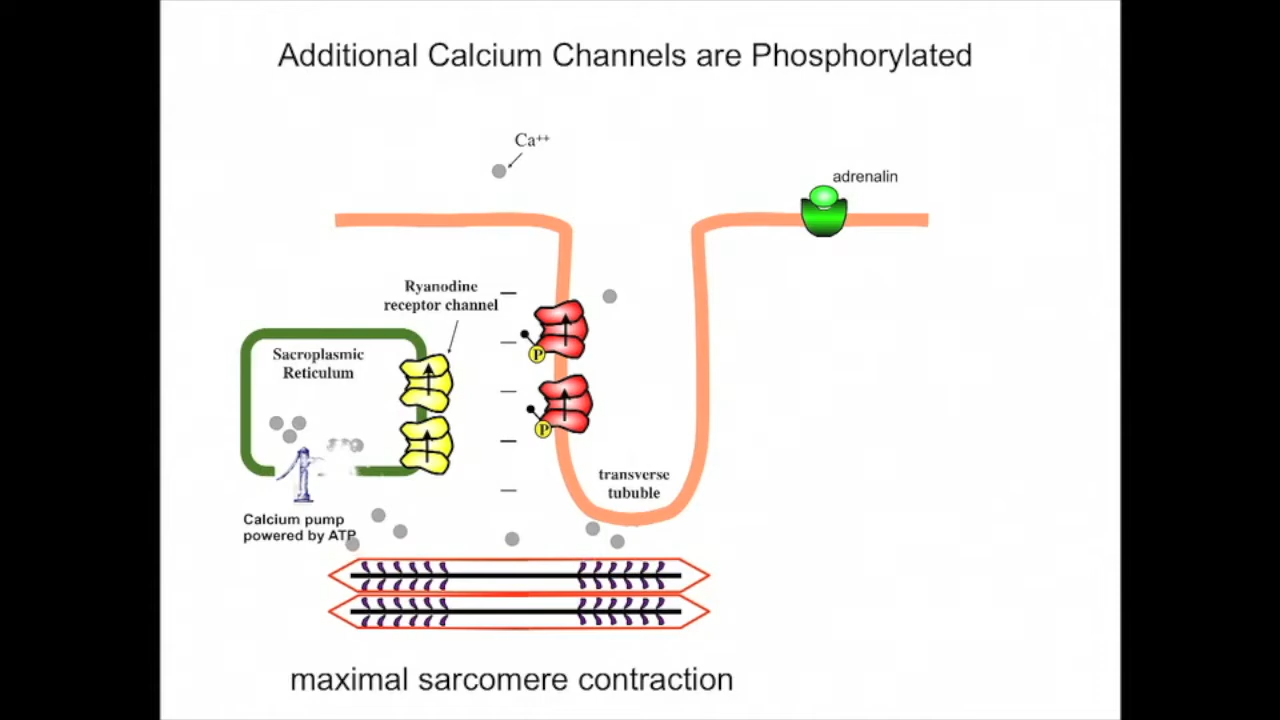 Additional Calcium Channels are Phosphorylated
Ca⁺⁺
adrenalin
Ryanodine
receptor channel
Sacroplasmic
Reticulum
P
P
transverse
tububle
Calcium pump
powered by ATP
maximal sarcomere contraction